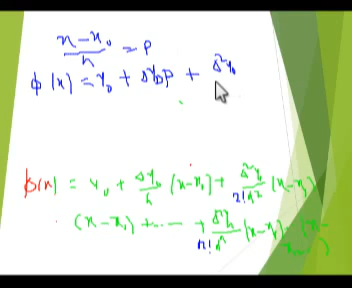 x-x₀/h = P
φ(x) = y₀ + Δy₀P + Δ²y₀
φ(x) = y₀ + Δy₀/h (x-x₀) + Δ²y₀/2!h² (x-x₀)
(x-x₁) + ... + Δⁿy₀/n!hⁿ (x-x₀)